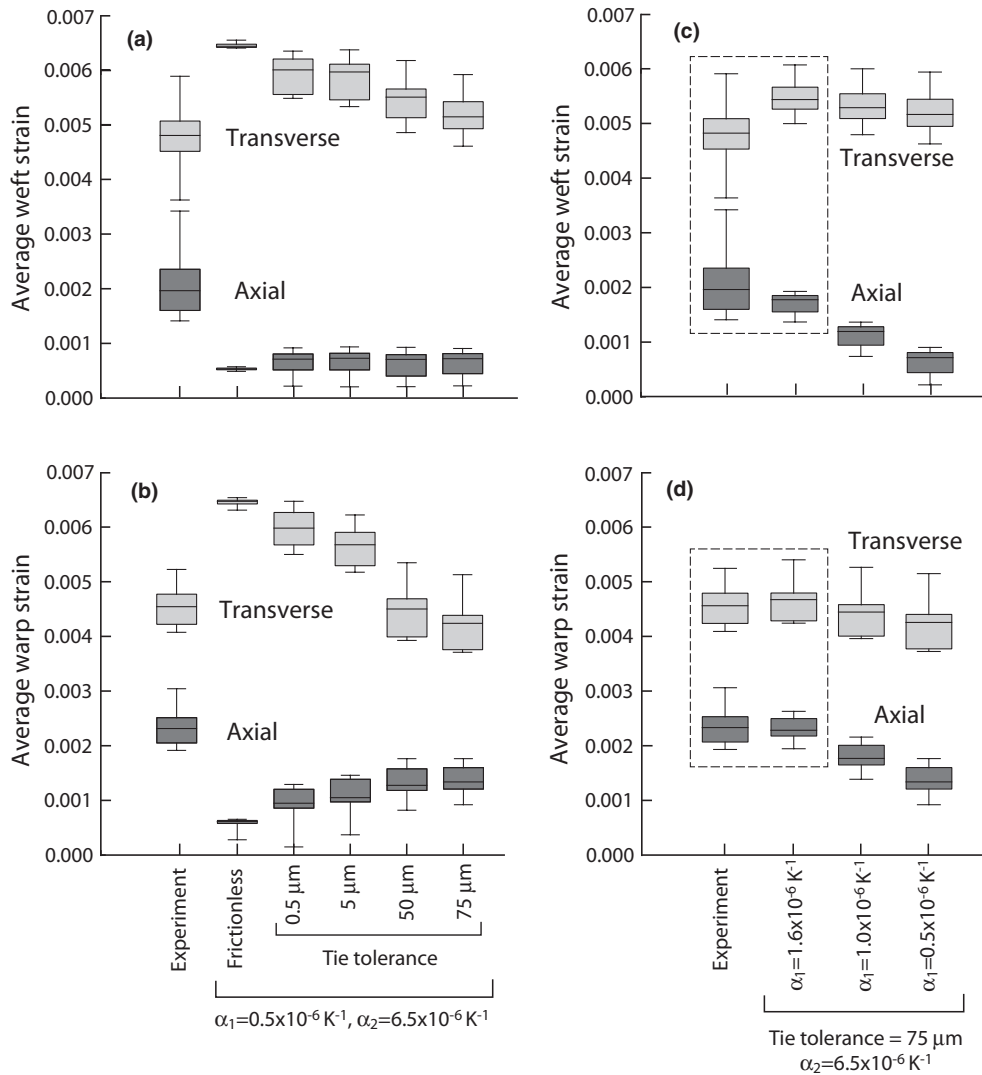 (a)
Average weft strain
0.007
0.006
0.005
0.004
0.003
0.002
0.001
0.000
Transverse
Axial
(c)
Average weft strain
0.007
0.006
0.005
0.004
0.003
0.002
0.001
0.000
Transverse
Axial
(b)
Average warp strain
0.007
0.006
0.005
0.004
0.003
0.002
0.001
0.000
Transverse
Axial
Experiment
Frictionless
0.5 μm
5 μm
50 μm
75 μm
Tie tolerance
α₁=0.5x10⁻⁶ K⁻¹, α₂=6.5x10⁻⁶ K⁻¹
(d)
Average warp strain
0.007
0.006
0.005
0.004
0.003
0.002
0.001
0.000
Transverse
Axial
Experiment
α₁=1.6x10⁻⁶ K⁻¹
α₁=1.0x10⁻⁶ K⁻¹
α₁=0.5x10⁻⁶ K⁻¹
Tie tolerance = 75 μm
α₂=6.5x10⁻⁶ K⁻¹